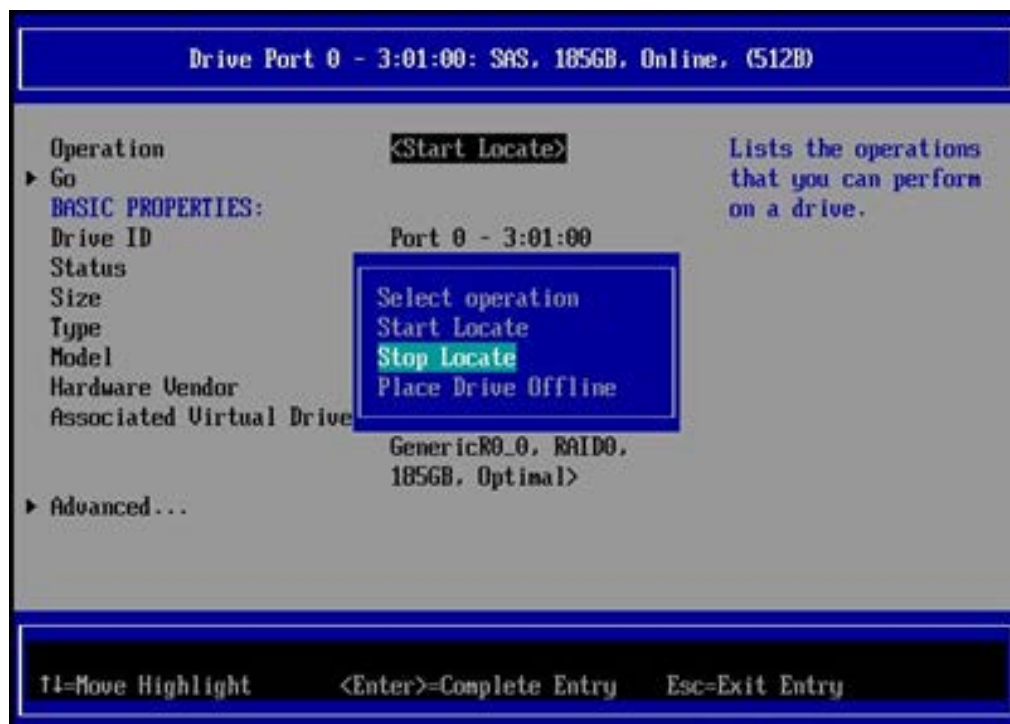 Drive Port 0 - 3:01:00: SAS, 185GB, Online, (512B)
Operation <Start Locate> Lists the operations
▶ Go that you can perform
BASIC PROPERTIES: on a drive.
Drive ID Port 0 - 3:01:00
Status
Size Select operation
Type Start Locate
Model Stop Locate
Hardware Vendor Place Drive Offline
Associated Virtual Drive
GenericR0_0, RAID0,
185GB, Optimal>
▶ Advanced...
↑↓=Move Highlight <Enter>=Complete Entry Esc=Exit Entry